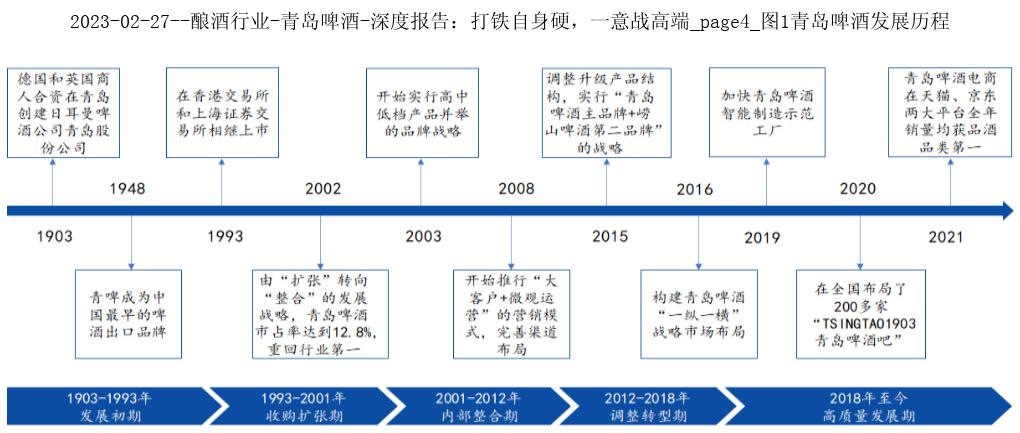 2023-02-27--酿酒行业-青岛啤酒-深度报告：打铁自身硬，一意战高端_page4_图1青岛啤酒发展历程
德国和英国商
人合资在青岛
创建日耳曼啤
酒公司青岛股
份公司
在香港交易所
和上海证券交
易所相继上市
开始实行高中
低档产品并举
的品牌战略
调整升级产品结
构，实行“青岛
啤酒主品牌+崂
山啤酒第二品牌”
的战略
加快青岛啤酒
智能制造示范
工厂
青岛啤酒电商
在天猫、京东
两大平台全年
销量均获品酒
品类第一
1948
2002
2008
2016
2020
1903
1993
2003
2015
2019
2021
青啤成为中
国最早的啤
酒出口品牌
由“扩张”转向
“整合”的发展
战略，青岛啤酒
市占率达到12.8%，
重回行业第一
开始推行“大
客户+微观运
营”的营销模
式，完善渠道
布局
构建青岛啤酒
“一纵一横”
战略市场布局
在全国布局了
200多家
“TSINGTAO1903
青岛啤酒吧”
1903-1993年
发展初期
1993-2001年
收购扩张期
2001-2012年
内部整合期
2012-2018年
调整转型期
2018年至今
高质量发展期